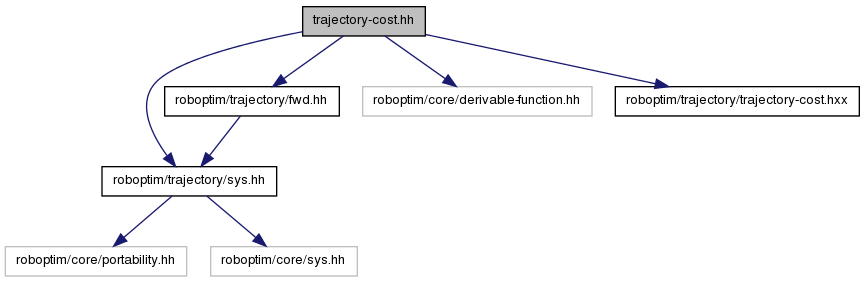 trajectory-cost.hh
roboptim/trajectory/fwd.hh
roboptim/core/derivable-function.hh
roboptim/trajectory/trajectory-cost.hxx
roboptim/trajectory/sys.hh
roboptim/core/portability.hh
roboptim/core/sys.hh